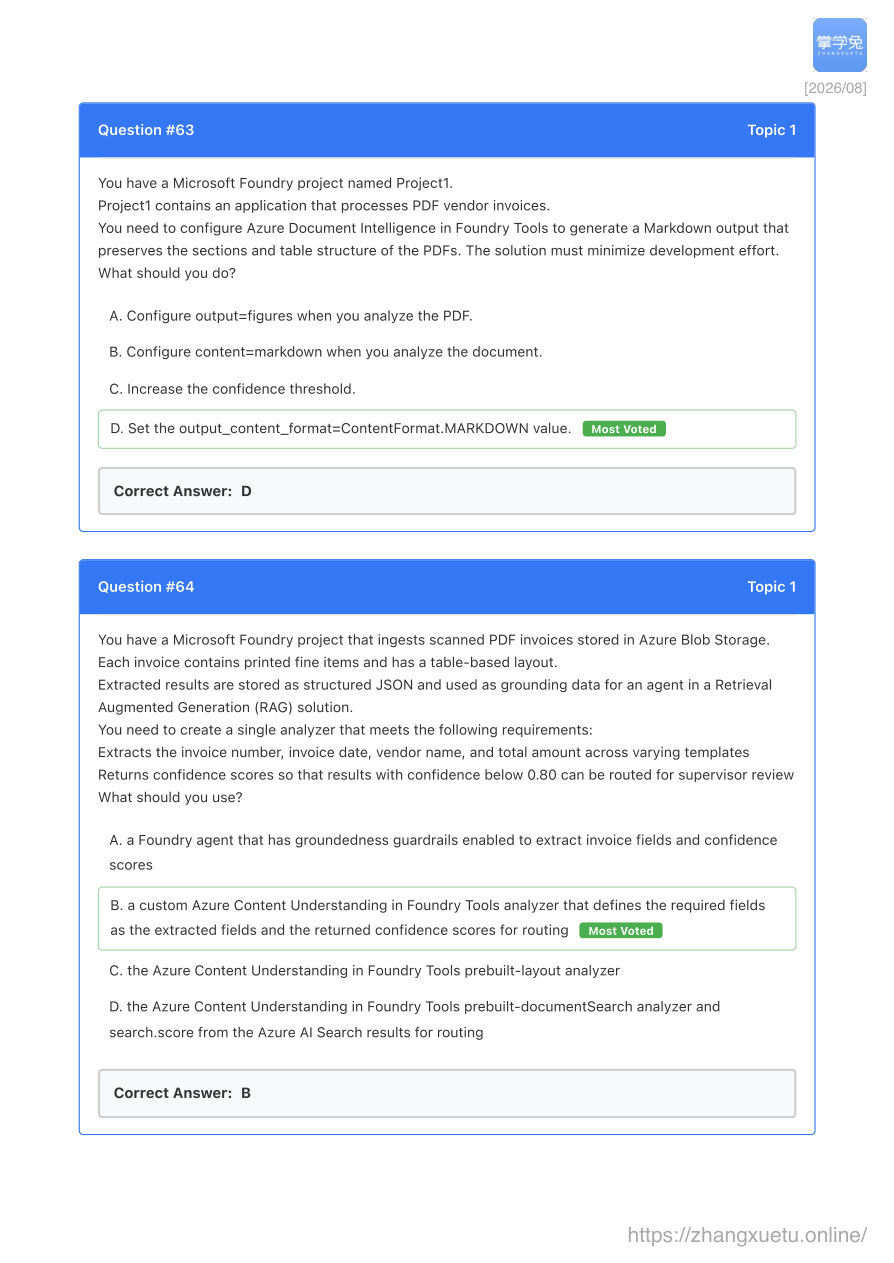 掌学兔
ZHANGXUETU
[2026/08]
Question #63 Topic 1
You have a Microsoft Foundry project named Project1.
Project1 contains an application that processes PDF vendor invoices.
You need to configure Azure Document Intelligence in Foundry Tools to generate a Markdown output that
preserves the sections and table structure of the PDFs. The solution must minimize development effort.
What should you do?
A. Configure output=figures when you analyze the PDF.
B. Configure content=markdown when you analyze the document.
C. Increase the confidence threshold.
D. Set the output_content_format=ContentFormat.MARKDOWN value. Most Voted
Correct Answer: D
Question #64 Topic 1
You have a Microsoft Foundry project that ingests scanned PDF invoices stored in Azure Blob Storage.
Each invoice contains printed fine items and has a table-based layout.
Extracted results are stored as structured JSON and used as grounding data for an agent in a Retrieval
Augmented Generation (RAG) solution.
You need to create a single analyzer that meets the following requirements:
Extracts the invoice number, invoice date, vendor name, and total amount across varying templates
Returns confidence scores so that results with confidence below 0.80 can be routed for supervisor review
What should you use?
A. a Foundry agent that has groundedness guardrails enabled to extract invoice fields and confidence
scores
B. a custom Azure Content Understanding in Foundry Tools analyzer that defines the required fields
as the extracted fields and the returned confidence scores for routing Most Voted
C. the Azure Content Understanding in Foundry Tools prebuilt-layout analyzer
D. the Azure Content Understanding in Foundry Tools prebuilt-documentSearch analyzer and
search.score from the Azure AI Search results for routing
Correct Answer: B
https://zhangxuetu.online/